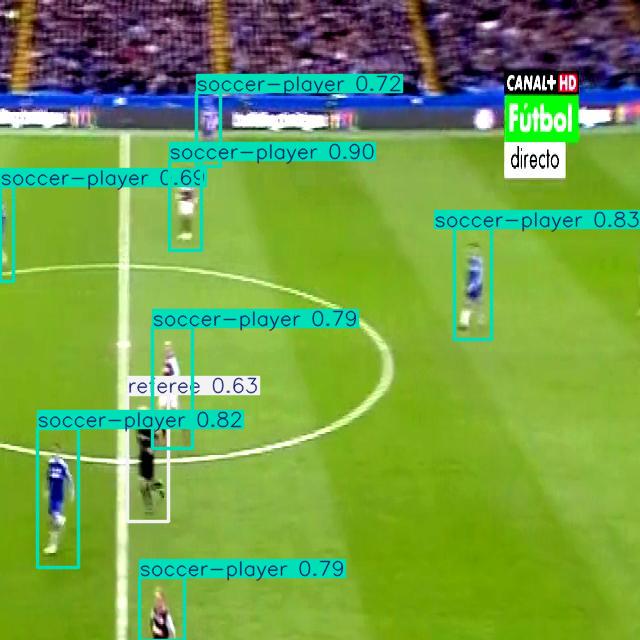 soccer-player 0.72
CANAL+ HD
Fútbol
directo
soccer-player 0.90
soccer-player 0.69
soccer-player 0.83
soccer-player 0.79
referee 0.63
soccer-player 0.82
soccer-player 0.79